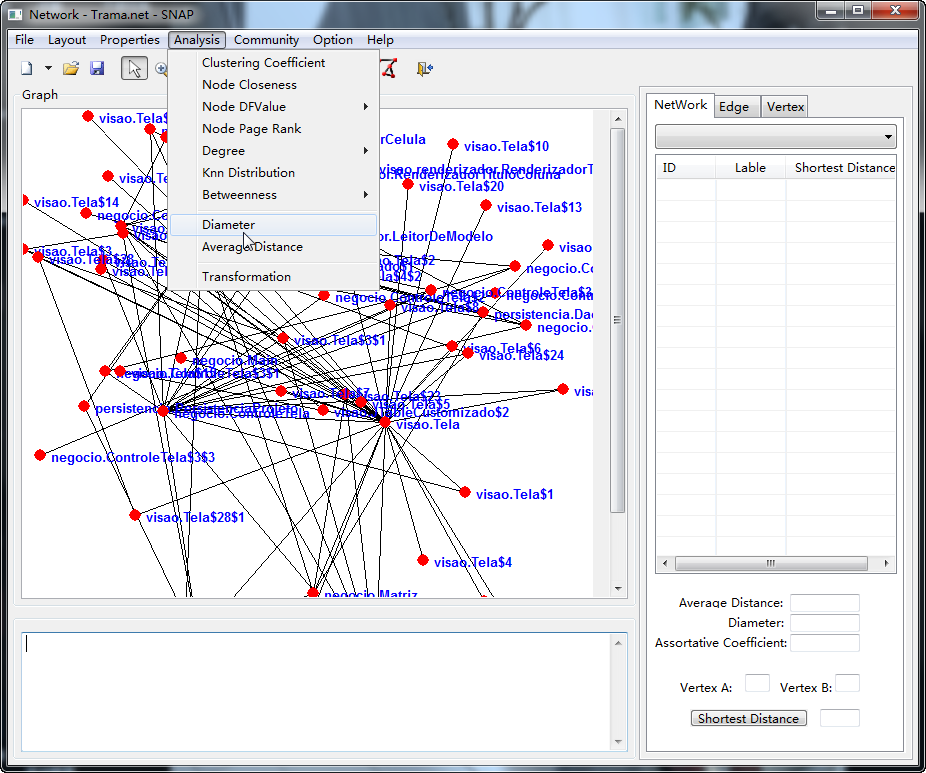 Network - Trama.net - SNAP
File Layout Properties Analysis Community Option Help
Clustering Coefficient
Node Closeness
Node DFValue
Node Page Rank
Degree
Knn Distribution
Betweenness
Diameter
Average Distance
Transformation
Graph
visao.Tela$10
visao.Tela$20
visao.Tela$13
visao.Tela$14
visao.Tela$3
negocio.ControleTela$2
visao.Tela$8
visao.Tela$3$1
visao.Tela$6
visao.Tela$24
negocio.Main
visao.Tela$7
visao.Tela$5
negocio.ControleTela
visao.Tela
negocio.ControleTela$3$3
visao.Tela$1
visao.Tela$28$1
visao.Tela$4
negocio.Matriz
NetWork Edge Vertex
ID Lable Shortest Distance
Average Distance:
Diameter:
Assortative Coefficient:
Vertex A: Vertex B:
Shortest Distance